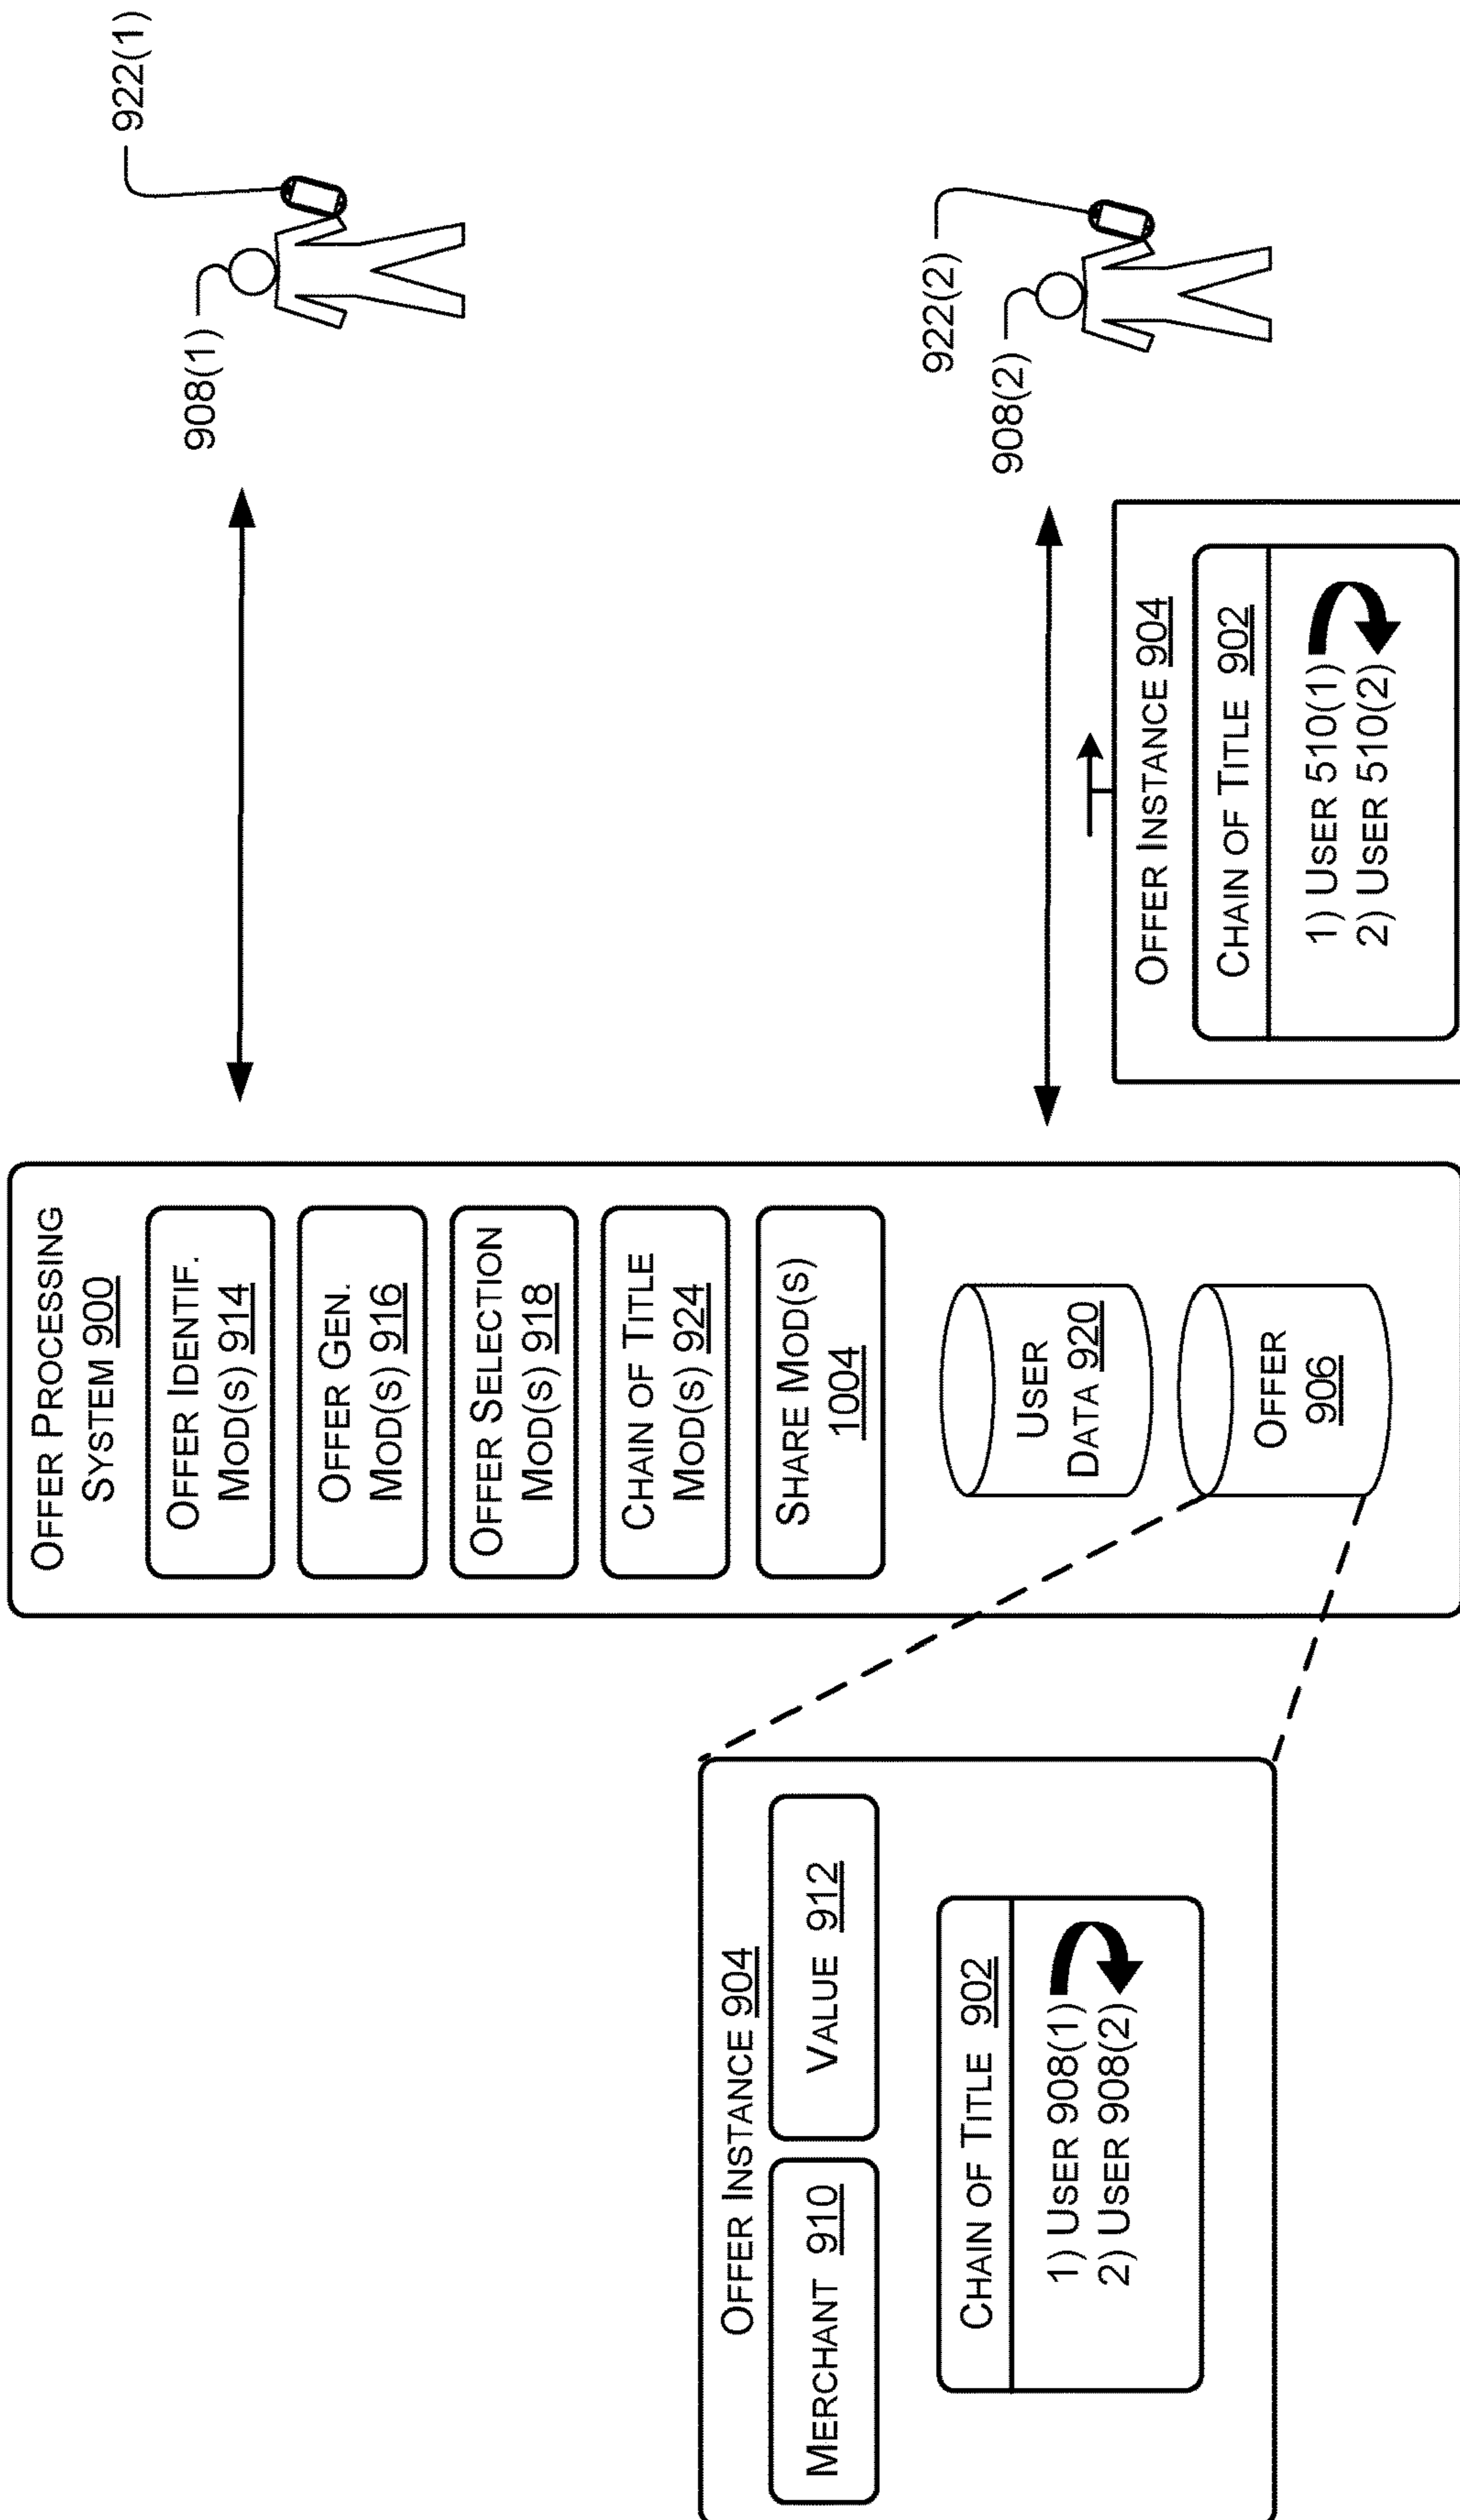 OFFER INSTANCE 904
MERCHANT 910
VALUE 912
CHAIN OF TITLE 902
1) USER 908(1)
2) USER 908(2)
OFFER PROCESSING
SYSTEM 900
OFFER IDENTIF.
MOD(S) 914
OFFER GEN.
MOD(S) 916
OFFER SELECTION
MOD(S) 918
CHAIN OF TITLE
MOD(S) 924
SHARE MOD(S)
1004
USER
DATA 920
OFFER
906
922(1)
908(1)
922(2)
908(2)
OFFER INSTANCE 904
CHAIN OF TITLE 902
1) USER 510(1)
2) USER 510(2)